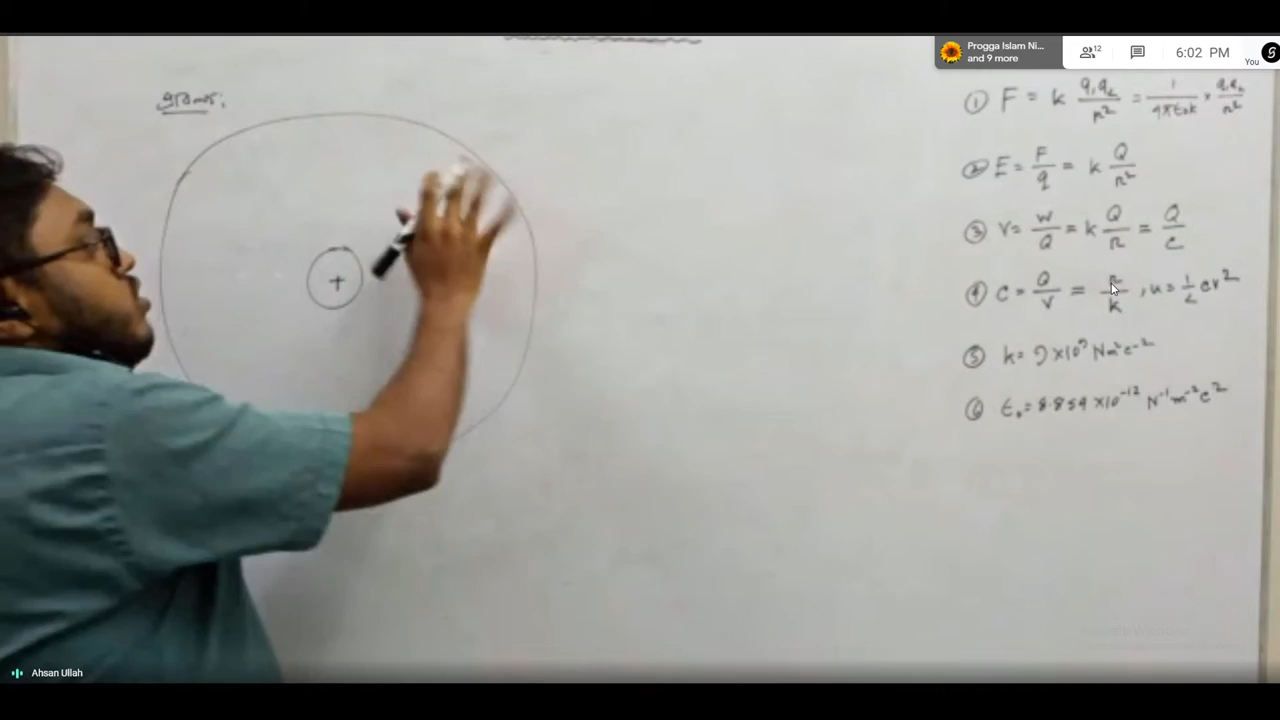 Progga Islam Ni...
and 9 more
12
6:02 PM
You
+
① F = k q₁q₂/r² = 1/4πε₀k × q₁q₂/r²
② E = F/q = k Q/r²
③ V = W/Q = k Q/r = Q/c
④ C = Q/V = r/k , u = 1/2 cv²
⑤ k = 9×10⁹ Nm²c⁻²
⑥ ε₀ = 8.854 ×10⁻¹² N⁻¹m⁻²c²
Ahsan Ullah